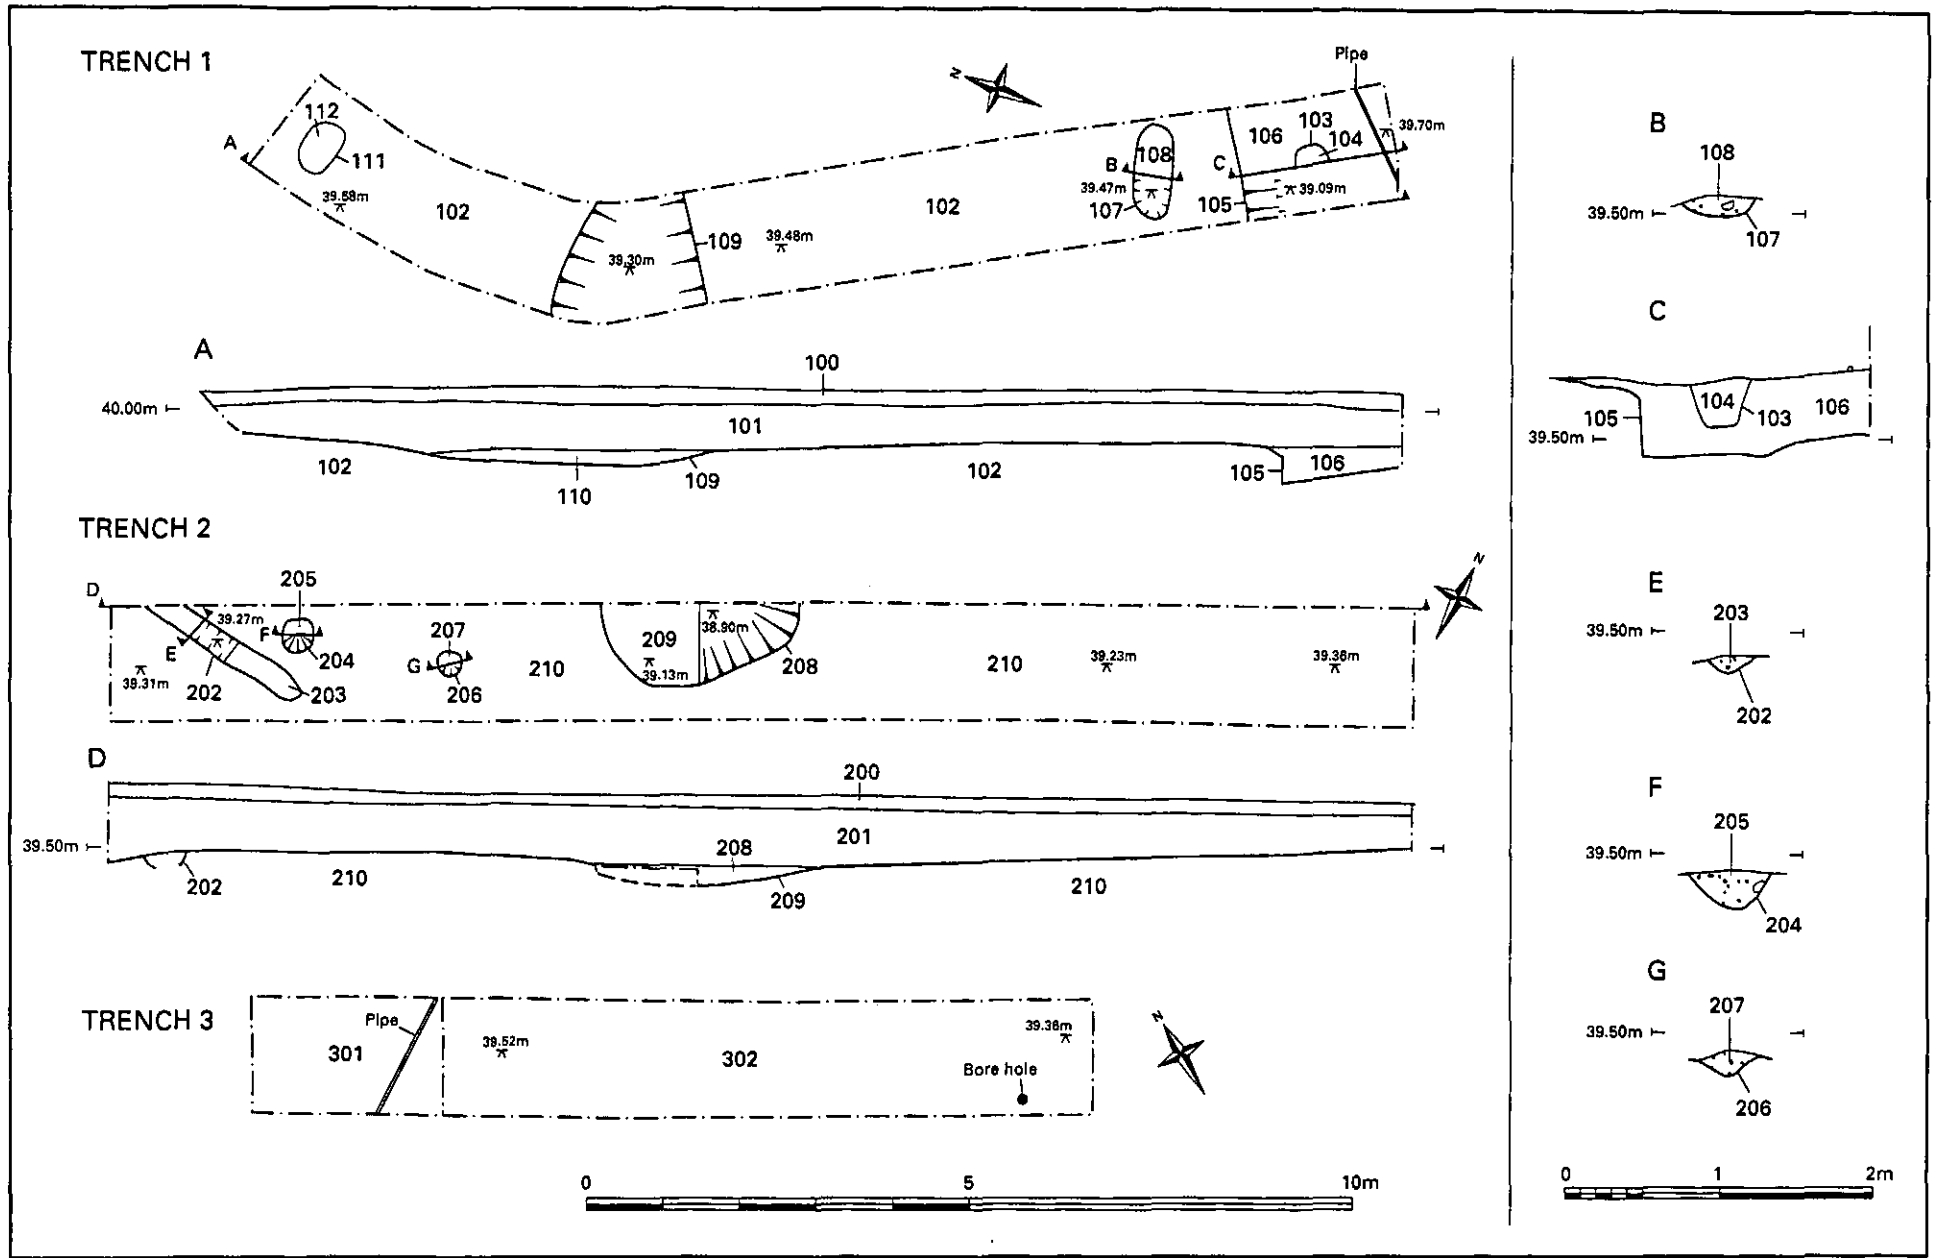 TRENCH 1
N
Pipe
112
111
A
39.58m
102
39.30m
109
39.48m
102
B
108
39.47m
107
C
105
106
103
104
39.70m
39.09m
A
100
40.00m
101
102
110
109
102
105
106
TRENCH 2
N
D
205
39.27m
F
E
204
39.31m
202
203
207
G
206
210
209
39.13m
38.90m
208
210
39.23m
39.36m
D
200
39.50m
201
202
210
208
209
210
TRENCH 3
N
Pipe
301
39.52m
302
39.36m
Bore hole
0 5 10m
B
108
39.50m
107
C
104
103
105
106
39.50m
E
203
39.50m
202
F
205
39.50m
204
G
207
39.50m
206
0 1 2m